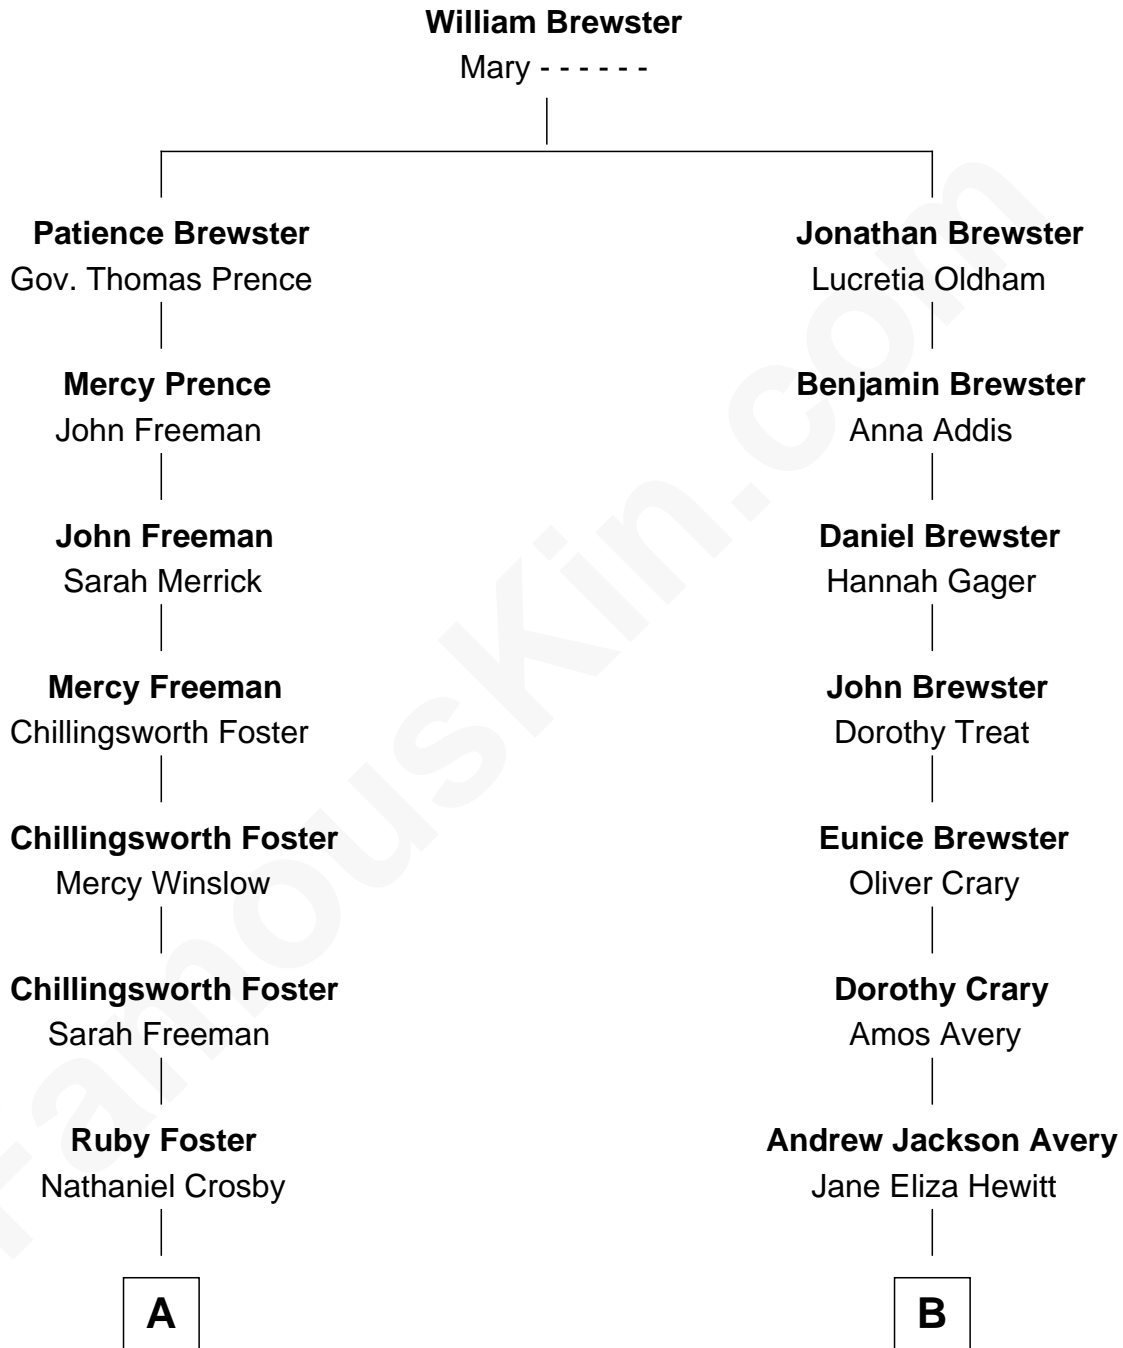 William Brewster
Mary - - - - - -
Patience Brewster
Gov. Thomas Prence
Jonathan Brewster
Lucretia Oldham
Mercy Prence
John Freeman
Benjamin Brewster
Anna Addis
John Freeman
Sarah Merrick
Daniel Brewster
Hannah Gager
Mercy Freeman
Chillingsworth Foster
John Brewster
Dorothy Treat
Chillingsworth Foster
Mercy Winslow
Eunice Brewster
Oliver Crary
Chillingsworth Foster
Sarah Freeman
Dorothy Crary
Amos Avery
Ruby Foster
Nathaniel Crosby
Andrew Jackson Avery
Jane Eliza Hewitt
A
B
FamousKin.com